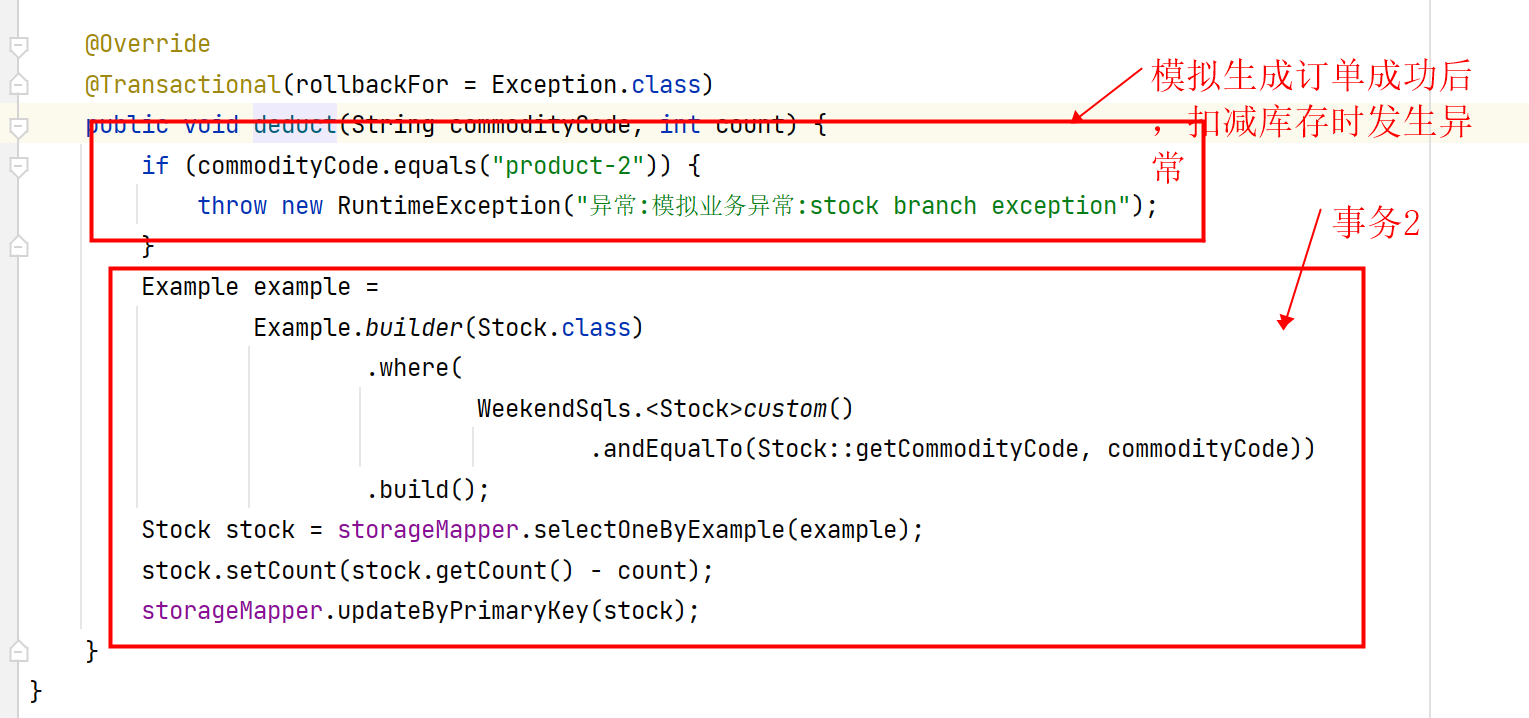 @Override
@Transactional(rollbackFor = Exception.class)
public void deduct(String commodityCode, int count) {
if (commodityCode.equals("product-2")) {
throw new RuntimeException("异常:模拟业务异常:stock branch exception");
}
模拟生成订单成功后
，扣减库存时发生异
常
事务2
Example example =
Example.builder(Stock.class)
.where(
WeekendSqls.<Stock>custom()
.andEqualTo(Stock::getCommodityCode, commodityCode))
.build();
Stock stock = storageMapper.selectOneByExample(example);
stock.setCount(stock.getCount() - count);
storageMapper.updateByPrimaryKey(stock);
}
}